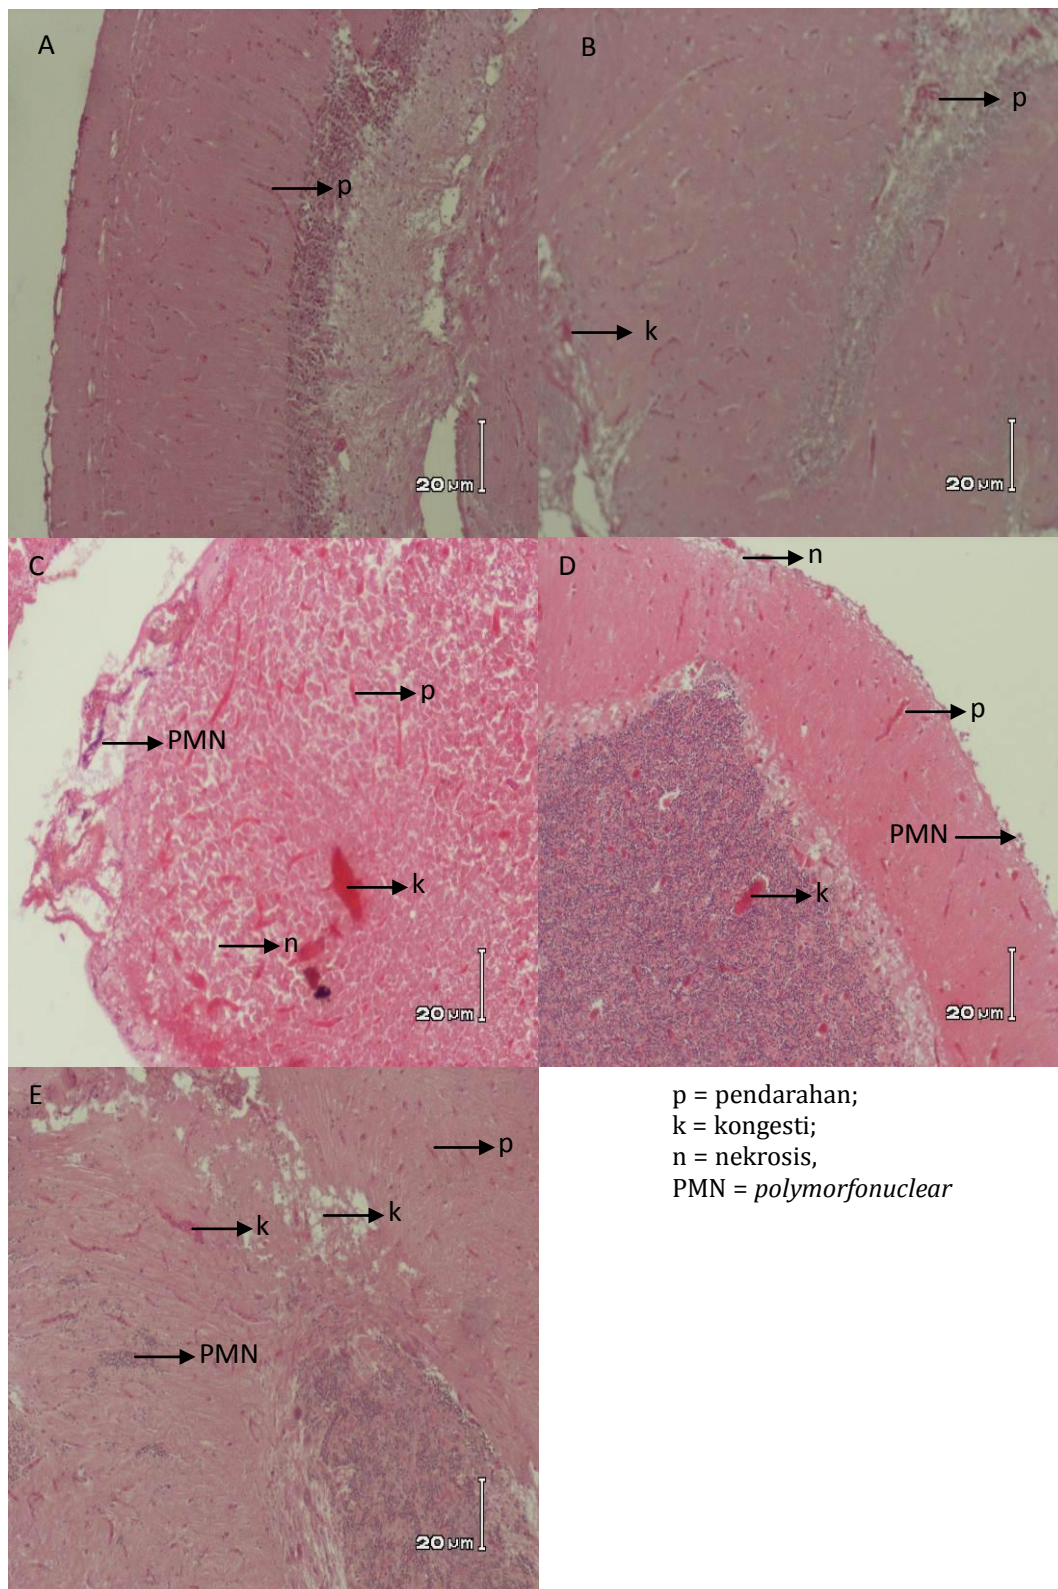 A
p
20 µm
B
p
k
20 µm
C
p
PMN
k
n
20 µm
D
n
p
PMN
k
20 µm
E
p
k
k
PMN
20 µm
p = pendarahan;
k = kongesti;
n = nekrosis,
PMN = polymorfonuclear